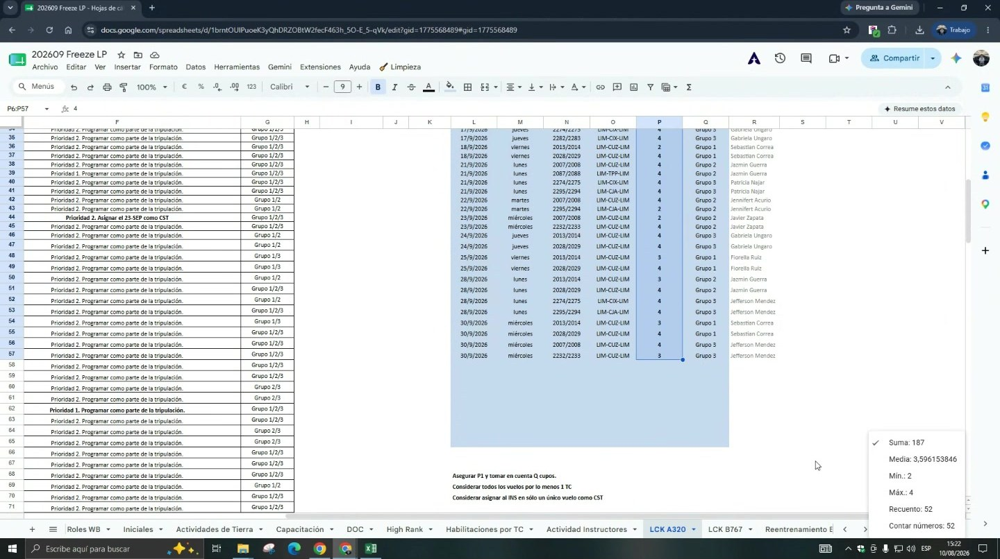 202609 Freeze LP - Hojas de cá
Pregunta a Gemini
docs.google.com/spreadsheets/d/1brntOUIPuoeK3yQhDRZOBtW2fecF463h_5O-E_5-qVk/edit?gid=1775568489#gid=1775568489
Trabajo
202609 Freeze LP
Archivo Editar Ver Insertar Formato Datos Herramientas Gemini Extensiones Ayuda Limpieza
Compartir
Menús 100% € % .0 .00 123 Calibri 9 B I A Σ
P6:P57 fx 4
Resume estos datos
F G H I J K L M N O P Q R S T U V
34 Prioridad 2. Programar como parte de la tripulación. Grupo 1/2/3 17/9/2026 jueves 2274/2275 LIM-CIX-LIM 4 Grupo 3 Gabriela Ungaro
35 Prioridad 2. Programar como parte de la tripulación. Grupo 1/2/3 17/9/2026 jueves 2282/2283 LIM-CIX-LIM 4 Grupo 3 Gabriela Ungaro
36 Prioridad 2. Programar como parte de la tripulación. Grupo 1/2/3 18/9/2026 viernes 2013/2014 LIM-CUZ-LIM 2 Grupo 1 Sebastian Correa
37 Prioridad 2. Programar como parte de la tripulación. Grupo 1/2/3 18/9/2026 viernes 2028/2029 LIM-CUZ-LIM 4 Grupo 1 Sebastian Correa
38 Prioridad 2. Programar como parte de la tripulación. Grupo 1/2/3 21/9/2026 lunes 2007/2008 LIM-CUZ-LIM 4 Grupo 2 Jazmin Guerra
39 Prioridad 1. Programar como parte de la tripulación. Grupo 1/2/3 21/9/2026 lunes 2087/2088 LIM-TPP-LIM 4 Grupo 2 Jazmin Guerra
40 Prioridad 2. Programar como parte de la tripulación. Grupo 1/2/3 21/9/2026 lunes 2274/2275 LIM-CIX-LIM 4 Grupo 3 Patricia Najar
41 Prioridad 2. Programar como parte de la tripulación. Grupo 1/2/3 21/9/2026 lunes 2295/2294 LIM-CJA-LIM 4 Grupo 3 Patricia Najar
42 Prioridad 2. Programar como parte de la tripulación. Grupo 1/2 22/9/2026 martes 2007/2008 LIM-CUZ-LIM 4 Grupo 2 Jennifert Acurio
43 Prioridad 2. Programar como parte de la tripulación. Grupo 1/2 22/9/2026 martes 2295/2294 LIM-CJA-LIM 2 Grupo 2 Jennifert Acurio
44 Prioridad 2. Asignar el 23-SEP como CST Grupo 1/2/3 23/9/2026 miércoles 2007/2008 LIM-CUZ-LIM 2 Grupo 2 Javier Zapata
45 Prioridad 2. Programar como parte de la tripulación. Grupo 1/2/3 23/9/2026 miércoles 2232/2233 LIM-CUZ-LIM 4 Grupo 2 Javier Zapata
46 Prioridad 2. Programar como parte de la tripulación. Grupo 1/2 24/9/2026 jueves 2013/2014 LIM-CUZ-LIM 4 Grupo 3 Gabriela Ungaro
47 Prioridad 2. Programar como parte de la tripulación. Grupo 1/2 24/9/2026 jueves 2028/2029 LIM-CUZ-LIM 4 Grupo 3 Gabriela Ungaro
48 Prioridad 2. Programar como parte de la tripulación. Grupo 1/3 25/9/2026 viernes 2013/2014 LIM-CUZ-LIM 3 Grupo 1 Fiorella Ruiz
49 Prioridad 2. Programar como parte de la tripulación. Grupo 1/3 25/9/2026 viernes 2028/2029 LIM-CUZ-LIM 4 Grupo 1 Fiorella Ruiz
50 Prioridad 2. Programar como parte de la tripulación. Grupo 1/2 28/9/2026 lunes 2013/2014 LIM-CUZ-LIM 3 Grupo 2 Jazmin Guerra
51 Prioridad 2. Programar como parte de la tripulación. Grupo 1/2/3 28/9/2026 lunes 2028/2029 LIM-CUZ-LIM 4 Grupo 2 Jazmin Guerra
52 Prioridad 2. Programar como parte de la tripulación. Grupo 1/2 28/9/2026 lunes 2274/2275 LIM-CIX-LIM 4 Grupo 3 Jefferson Mendez
53 Prioridad 2. Programar como parte de la tripulación. Grupo 1/2/3 28/9/2026 lunes 2295/2294 LIM-CJA-LIM 4 Grupo 3 Jefferson Mendez
54 Prioridad 2. Programar como parte de la tripulación. Grupo 1/3 30/9/2026 miércoles 2013/2014 LIM-CUZ-LIM 3 Grupo 1 Sebastian Correa
55 Prioridad 2. Programar como parte de la tripulación. Grupo 1/2/3 30/9/2026 miércoles 2028/2029 LIM-CUZ-LIM 4 Grupo 1 Sebastian Correa
56 Prioridad 2. Programar como parte de la tripulación. Grupo 1/2/3 30/9/2026 miércoles 2007/2008 LIM-CUZ-LIM 4 Grupo 3 Jefferson Mendez
57 Prioridad 2. Programar como parte de la tripulación. Grupo 1/2/3 30/9/2026 miércoles 2232/2233 LIM-CUZ-LIM 3 Grupo 3 Jefferson Mendez
58 Prioridad 2. Programar como parte de la tripulación. Grupo 1/2/3
59 Prioridad 2. Programar como parte de la tripulación. Grupo 1/2/3
60 Prioridad 2. Programar como parte de la tripulación. Grupo 2/3
61 Prioridad 2. Programar como parte de la tripulación. Grupo 2/3
62 Prioridad 1. Programar como parte de la tripulación. Grupo 1/2/3
63 Prioridad 2. Programar como parte de la tripulación. Grupo 1/2/3
64 Prioridad 2. Programar como parte de la tripulación. Grupo 2/3
65 Prioridad 2. Programar como parte de la tripulación. Grupo 2/3
66 Prioridad 2. Programar como parte de la tripulación. Grupo 1/2/3
67 Prioridad 2. Programar como parte de la tripulación. Grupo 1/2/3
68 Prioridad 2. Programar como parte de la tripulación. Grupo 1/2/3 Asegurar P1 y tomar en cuenta Q cupos.
69 Prioridad 2. Programar como parte de la tripulación. Grupo 1/2 Considerar todos los vuelos por lo menos 1 TC
70 Prioridad 2. Programar como parte de la tripulación. Grupo 1/2/3 Considerar asignar al INS en sólo un único vuelo como CST
71 Prioridad 2. Programar como parte de la tripulación. Grupo 1/2/3
Suma: 187
Media: 3,596153846
Mín.: 2
Máx.: 4
Recuento: 52
Contar números: 52
Roles WB Iniciales Actividades de Tierra Capacitación DOC High Rank Habilitaciones por TC Actividad Instructores LCK A320 LCK B767 Reentrenamiento E
Escribe aquí para buscar
ESP
15:22
10/08/2026